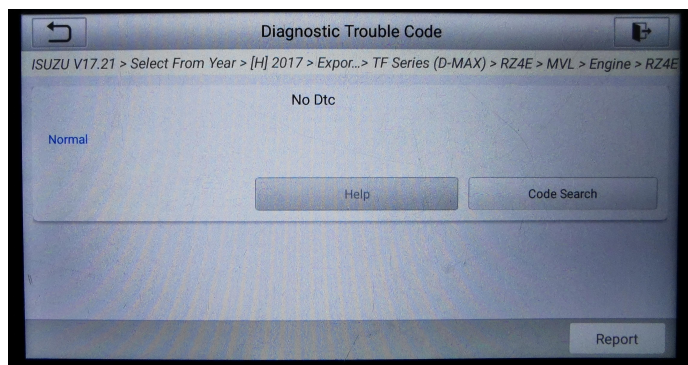 Diagnostic Trouble Code
ISUZU V17.21 > Select From Year > [H] 2017 > Expor...> TF Series (D-MAX) > RZ4E > MVL > Engine > RZ4E
No Dtc
Normal
Help
Code Search
Report